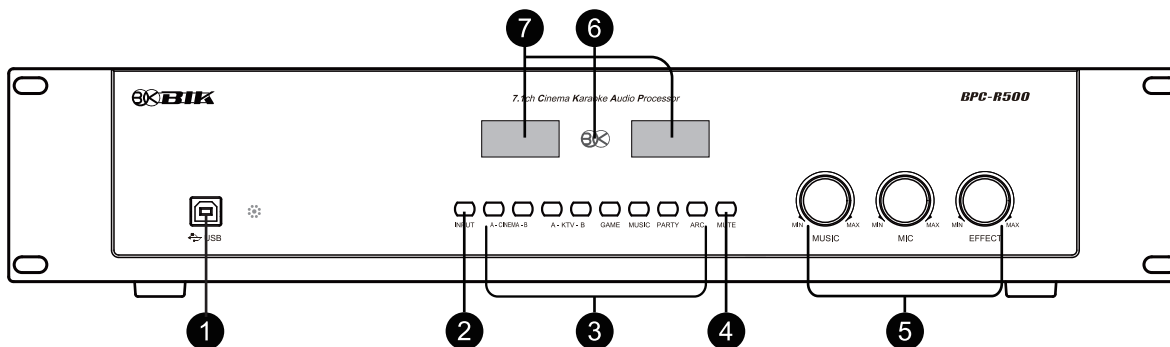 7 6
BIK
7.1ch Cinema Karaoke Audio Processor
BPC-R500
BK
USB
INPUT A - CINEMA - B A - KTV - B GAME MUSIC PARTY ARC MUTE
MIN MAX MIN MAX MIN MAX
MUSIC MIC EFFECT
1 2 3 4 5